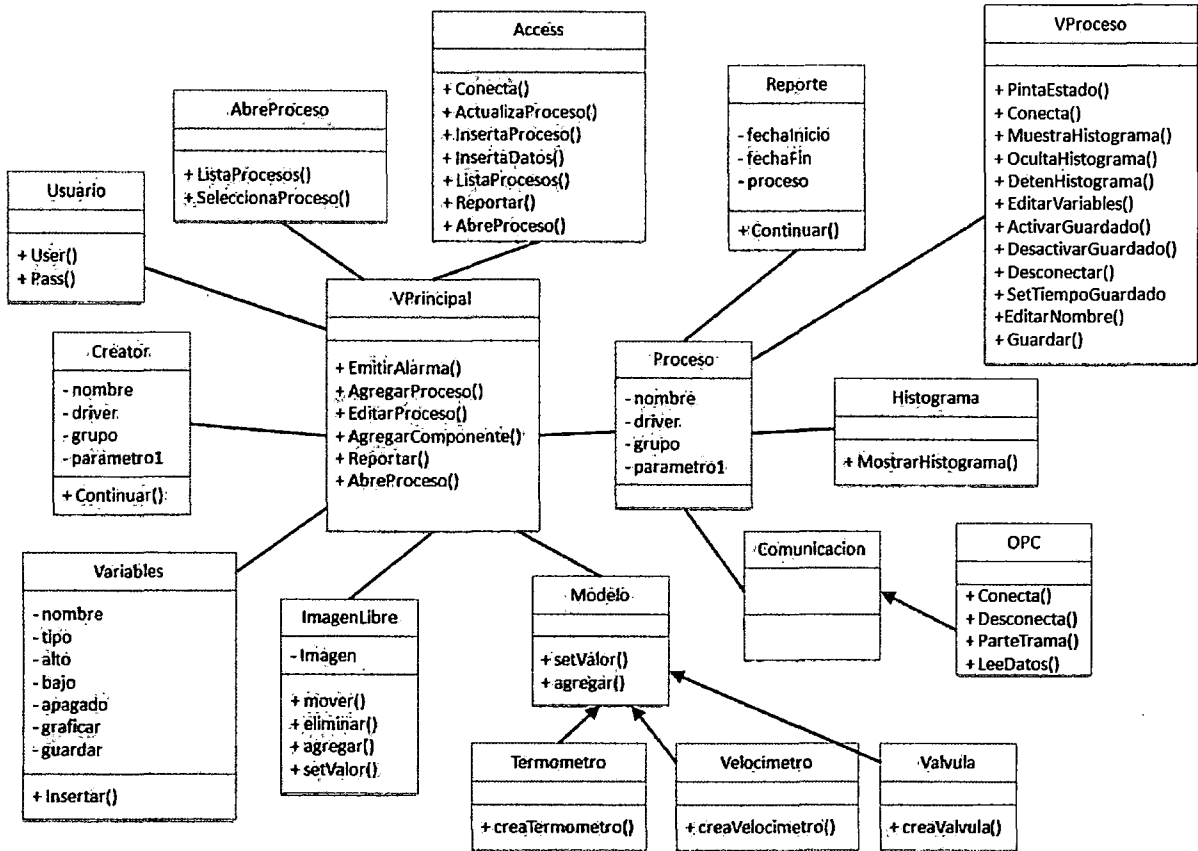 Access
+ Conecta()
+ ActualizaProceso()
+ InsertaProceso()
+ InsertaDatos()
+ ListaProcesos()
+ Reportar()
+ AbreProceso()
VProceso
+ PintaEstado()
+ Conecta()
+ MuestraHistograma()
+ OcultaHistograma()
+ DetenHistograma()
+ EditarVariables()
+ ActivarGuardado()
+ DesactivarGuardado()
+ Desconectar()
+ SetTiempoGuardado
+EditarNombre()
+ Guardar()
Reporte
- fechaInicio
- fechaFin
- proceso
+ Continuar()
AbreProceso
+ ListaProcesos()
+ SeleccionaProceso()
Usuario
+ User()
+ Pass()
VPrincipal
+ EmitirAlarma()
+ AgregarProceso()
+ EditarProceso()
+ AgregarComponente()
+ Reportar()
+ AbreProceso()
Creator
- nombre
- driver
- grupo
- parametro1
+ Continuar()
Proceso
- nombre
- driver
- grupo
- parametro1
Histograma
+ MostrarHistograma()
Comunicacion
OPC
+ Conecta()
+ Desconecta()
+ ParteTrama()
+ LeeDatos()
Variables
- nombre
- tipo
- alto
- bajo
- apagado
- graficar
- guardar
+ Insertar()
ImagenLibre
- Imagen
+ mover()
+ eliminar()
+ agregar()
+ setValor()
Modelo
+ setValor()
+ agregar()
Termometro
+ creaTermometro()
Velocimetro
+ creaVelocimetro()
Valvula
+ creaValvula()